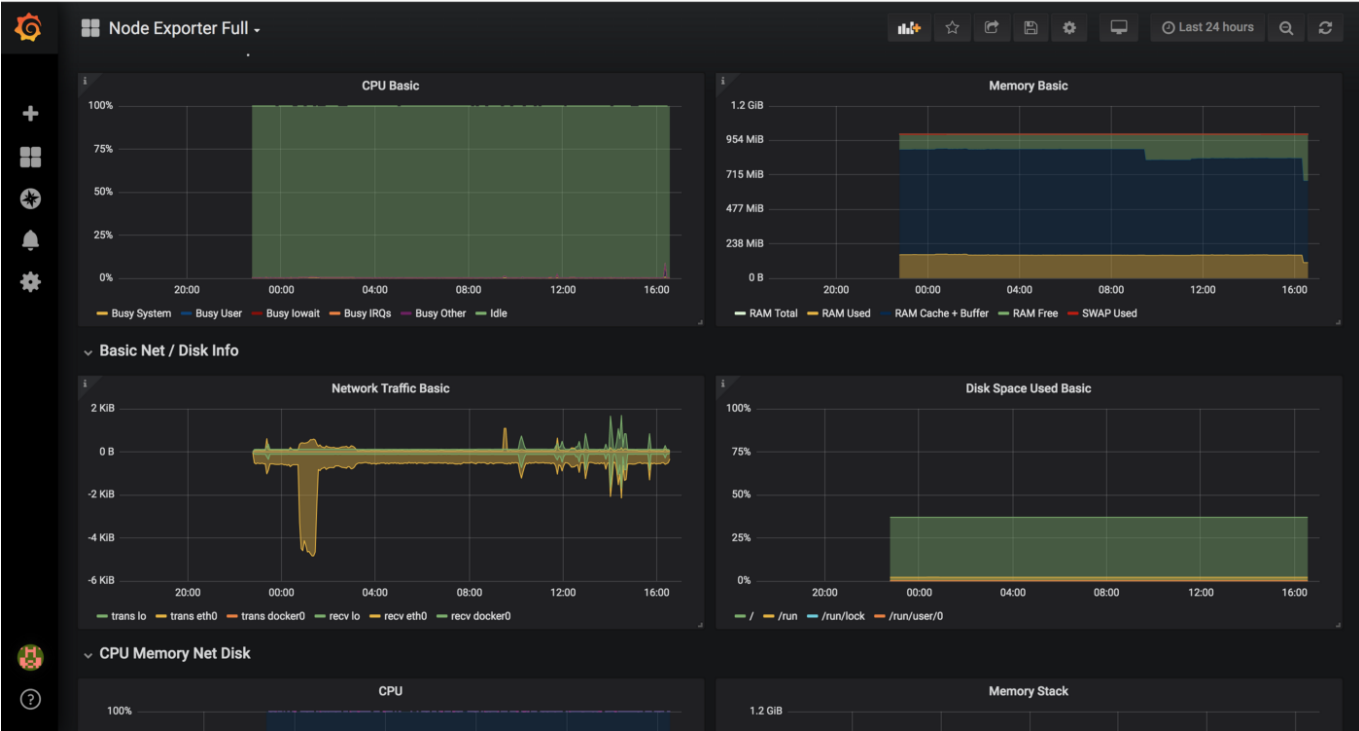 Node Exporter Full
Last 24 hours
CPU Basic
100%
75%
50%
25%
0%
20:00 00:00 04:00 08:00 12:00 16:00
Busy System Busy User Busy Iowait Busy IRQs Busy Other Idle
Memory Basic
1.2 GiB
954 MiB
715 MiB
477 MiB
238 MiB
0 B
20:00 00:00 04:00 08:00 12:00 16:00
RAM Total RAM Used RAM Cache + Buffer RAM Free SWAP Used
Basic Net / Disk Info
Network Traffic Basic
2 KiB
0 B
-2 KiB
-4 KiB
-6 KiB
20:00 00:00 04:00 08:00 12:00 16:00
trans lo trans eth0 trans docker0 recv lo recv eth0 recv docker0
Disk Space Used Basic
100%
75%
50%
25%
0%
20:00 00:00 04:00 08:00 12:00 16:00
/ /run /run/lock /run/user/0
CPU Memory Net Disk
CPU
100%
Memory Stack
1.2 GiB